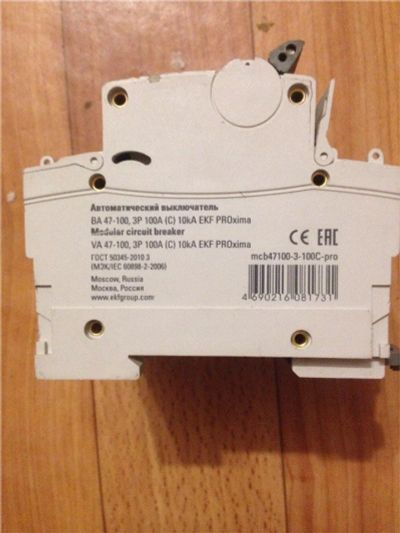 Автоматический выключатель
ВА 47-100, 3Р 100А (С) 10kA EKF PROxima
Modular circuit breaker
VA 47-100, 3P 100A (C) 10kA EKF PROxima
ГОСТ 50345-2010.3
(МЭК/IEC 60898-2-2006)
Moscow, Russia
Москва, Россия
www.ekfgroup.com
CE EAC
mcb47100-3-100C-pro
4 690216 081731